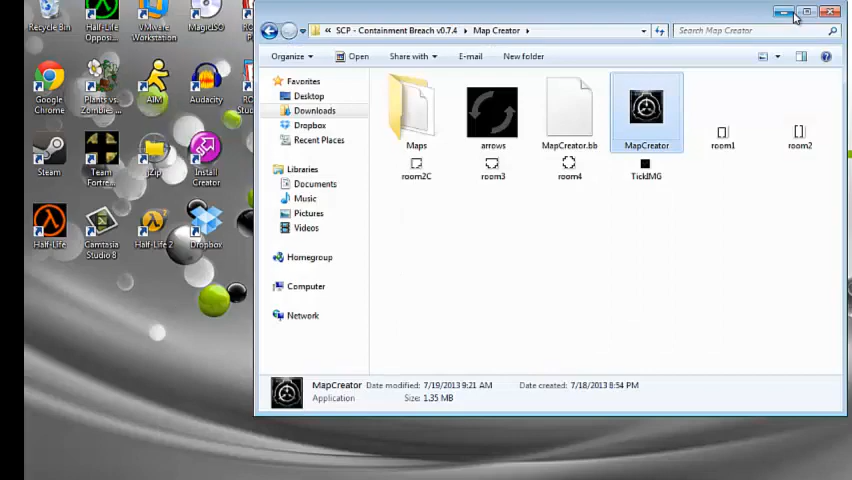 Recycle Bin
Half-Life Opposi...
VMware Workstation
MagicISO
Google Chrome
Plants vs. Zombies ...
AIM
Audacity
Steam
Team Fortre...
7Zip
Install Creator
Half-Life
Camtasia Studio 8
Half-Life 2
Dropbox
« SCP - Containment Breach v0.7.4 ▸ Map Creator ▸
Search Map Creator
Organize Open Share with E-mail New folder
Favorites
Desktop
Downloads
Dropbox
Recent Places
Libraries
Documents
Music
Pictures
Videos
Homegroup
Computer
Network
Maps arrows MapCreator.bb MapCreator room1 room2
room2C room3 room4 TickIMG
MapCreator Date modified: 7/19/2013 9:21 AM Date created: 7/18/2013 8:54 PM
Application Size: 1.35 MB